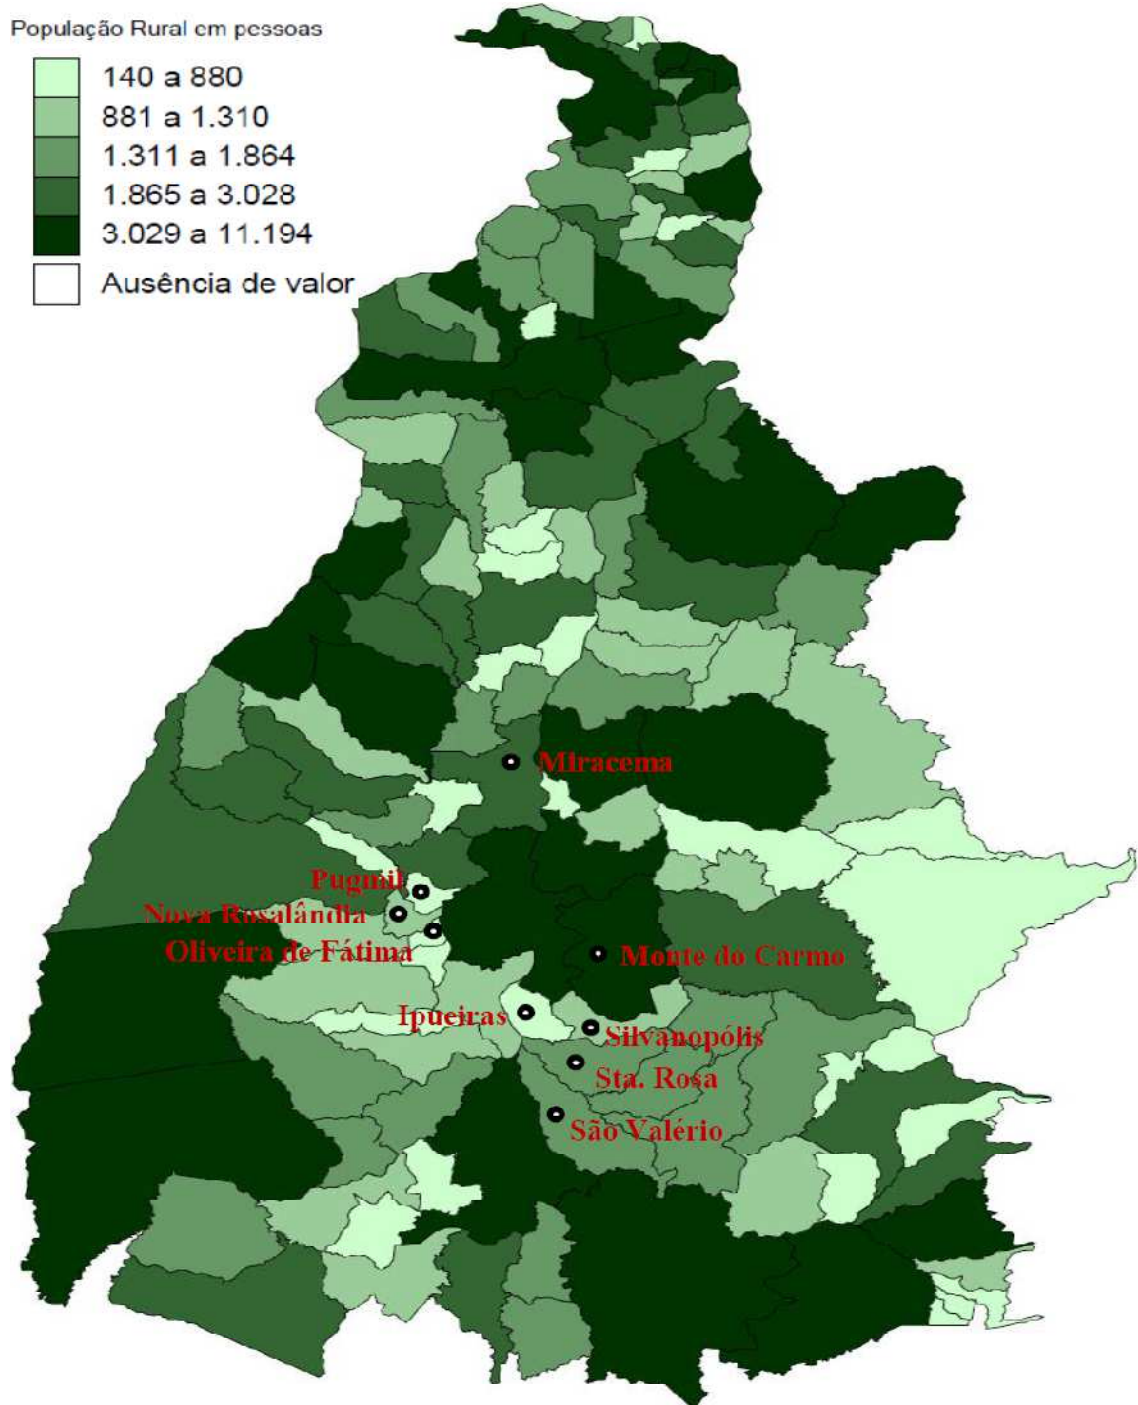 População Rural em pessoas
140 a 880
881 a 1.310
1.311 a 1.864
1.865 a 3.028
3.029 a 11.194
Ausência de valor
Miracema
Pugmil
Nova Rosalândia
Oliveira de Fátima
Monte do Carmo
Ipueiras
Silvanopólis
Sta. Rosa
São Valério